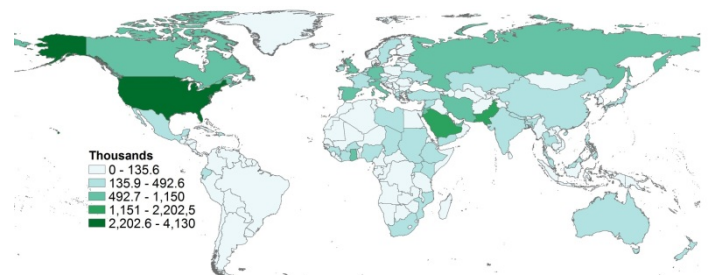 Thousands
0 - 135.6
135.9 - 492.6
492.7 - 1,150
1,151 - 2,202,5
2,202.6 - 4,130